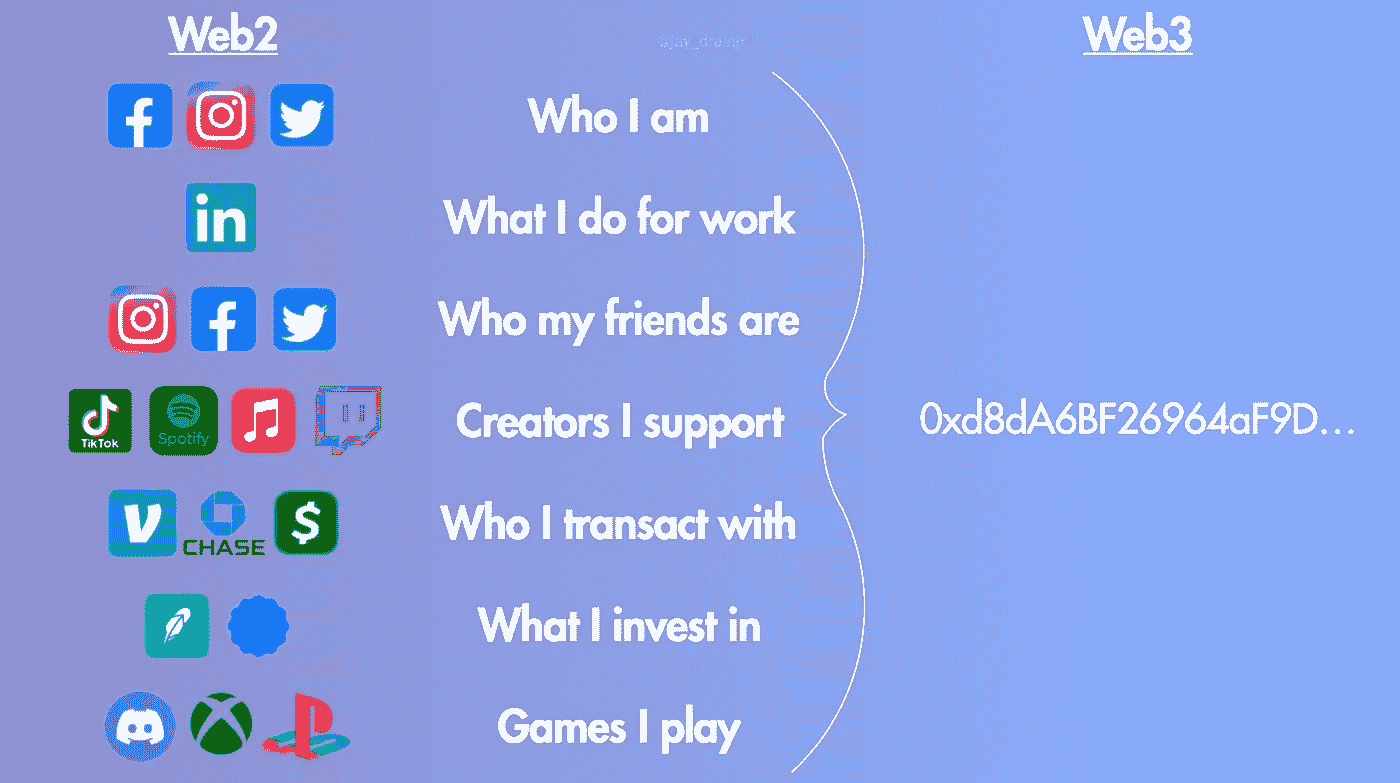 Web2
Web3
Who I am
in
What I do for work
Who my friends are
TikTok
Spotify
Creators I support
0xd8dA6BF26964aF9D...
CHASE
Who I transact with
What I invest in
Games I play